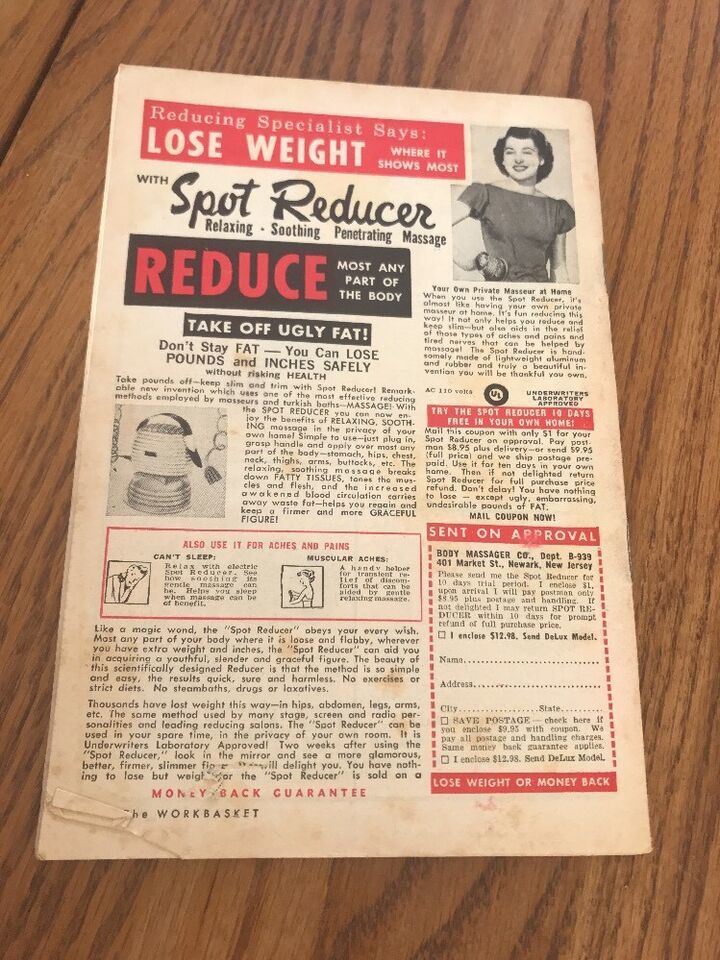 Reducing Specialist Says:
LOSE WEIGHT
WHERE IT
SHOWS MOST
WITH
Spot Reducer
Relaxing - Soothing Penetrating Massage
REDUCE
MOST ANY
PART OF
THE BODY
TAKE OFF UGLY FAT!
Don't Stay FAT — You Can LOSE
POUNDS and INCHES SAFELY
without risking HEALTH
Take pounds off—keep slim and trim with Spot Reducer! Remark-
able new invention which uses one of the most effective reducing
methods employed by masseurs and turkish baths—MASSAGE! With
the SPOT REDUCER you can now en-
joy the benefits of RELAXING, SOOTH-
ING massage in the privacy of your
own home! Simple to use—just plug in,
grasp handle and apply over most any
part of the body—stomach, hips, chest,
neck, thighs, arms, buttocks, etc. The
relaxing, soothing massage breaks
down FATTY TISSUES, tones the mus-
cles and flesh, and the increased
awakened blood circulation carries
away waste fat—helps you regain and
keep a firmer and more GRACEFUL
FIGURE!
Your Own Private Masseur at Home
When you use the Spot Reducer, it's
almost like having your own private
masseur at home. It's fun reducing this
way! It not only helps you reduce and
keep slim—but also aids in the relief
of those types of aches and pains and
tired nerves that can be helped by
massage! The Spot Reducer is hand-
somely made of lightweight aluminum
and rubber and truly a beautiful in-
vention you will be thankful you own.
AC 110 volts
UL
UNDERWRITERS
LABORATORY
APPROVED
TRY THE SPOT REDUCER 10 DAYS
FREE IN YOUR OWN HOME!
Mail this coupon with only $1 for your
Spot Reducer on approval. Pay post-
man $8.95 plus delivery—or send $9.95
(full price) and we ship postage pre-
paid. Use it for ten days in your own
home. Then if not delighted return
Spot Reducer for full purchase price
refund. Don't delay! You have nothing
to lose — except ugly, embarrassing,
undesirable pounds of FAT.
MAIL COUPON NOW!
ALSO USE IT FOR ACHES AND PAINS
CAN'T SLEEP:
Relax with electric
Spot Reducer. See
how soothing its
gentle massage can
be. Helps you sleep
when massage can be
of benefit.
MUSCULAR ACHES:
A handy helper
for transient re-
lief of discom-
forts that can be
aided by gentle
relaxing massage.
Like a magic wand, the "Spot Reducer" obeys your every wish.
Most any part of your body where it is loose and flabby, wherever
you have extra weight and inches, the "Spot Reducer" can aid you
in acquiring a youthful, slender and graceful figure. The beauty of
this scientifically designed Reducer is that the method is so simple
and easy, the results quick, sure and harmless. No exercises or
strict diets. No steambaths, drugs or laxatives.
Thousands have lost weight this way—in hips, abdomen, legs, arms,
etc. The same method used by many stage, screen and radio per-
sonalities and leading reducing salons. The "Spot Reducer" can be
used in your spare time, in the privacy of your own room. It is
Underwriters Laboratory Approved! Two weeks after using the
"Spot Reducer," look in the mirror and see a more glamorous,
better, firmer, slimmer will delight you. You have noth-
ing to lose but the "Spot Reducer" is sold on a
MONEY BACK GUARANTEE
The WORKBASKET
SENT ON APPROVAL
BODY MASSAGER CO., Dept. B-939
401 Market St., Newark, New Jersey
Please send me the Spot Reducer for
10 days trial period. I enclose $1,
upon arrival I will pay postman only
$8.95 plus postage and handling. If
not delighted I may return SPOT RE-
DUCER within 10 days for prompt
refund of full purchase price.
☐ I enclose $12.98. Send DeLux Model.
Name
Address
City State
☐ SAVE POSTAGE — check here if
you enclose $9.95 with coupon. We
pay all postage and handling charges.
Same money back guarantee applies.
☐ I enclose $12.98. Send DeLux Model.
LOSE WEIGHT OR MONEY BACK